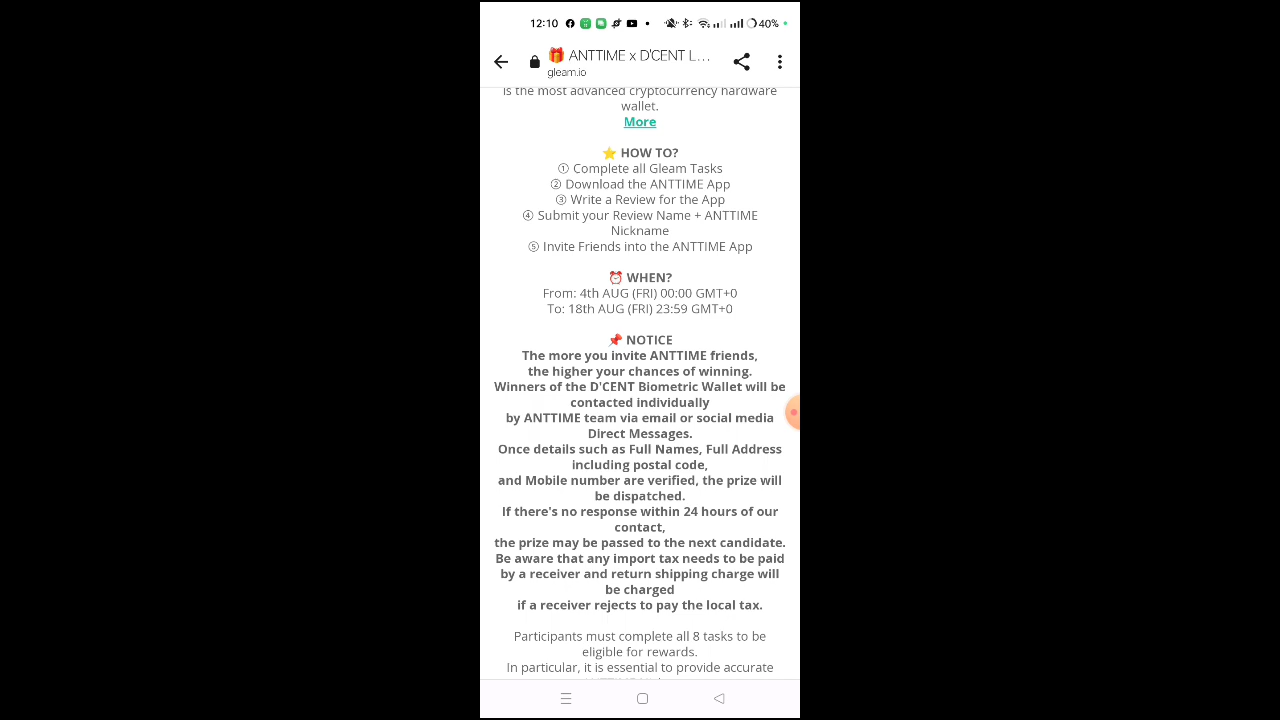 12:10
40%
🎁 ANTTIME x D'CENT L...
gleam.io
is the most advanced cryptocurrency hardware
wallet.
More
⭐ HOW TO?
① Complete all Gleam Tasks
② Download the ANTTIME App
③ Write a Review for the App
④ Submit your Review Name + ANTTIME
Nickname
⑤ Invite Friends into the ANTTIME App
⏰ WHEN?
From: 4th AUG (FRI) 00:00 GMT+0
To: 18th AUG (FRI) 23:59 GMT+0
📌 NOTICE
The more you invite ANTTIME friends,
the higher your chances of winning.
Winners of the D'CENT Biometric Wallet will be
contacted individually
by ANTTIME team via email or social media
Direct Messages.
Once details such as Full Names, Full Address
including postal code,
and Mobile number are verified, the prize will
be dispatched.
If there's no response within 24 hours of our
contact,
the prize may be passed to the next candidate.
Be aware that any import tax needs to be paid
by a receiver and return shipping charge will
be charged
if a receiver rejects to pay the local tax.
Participants must complete all 8 tasks to be
eligible for rewards.
In particular, it is essential to provide accurate